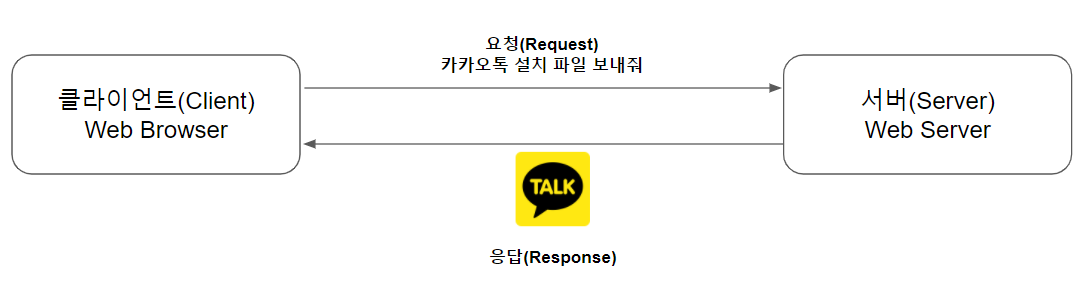 요청(Request)
카카오톡 설치 파일 보내줘
클라이언트(Client)
Web Browser
서버(Server)
Web Server
TALK
응답(Response)